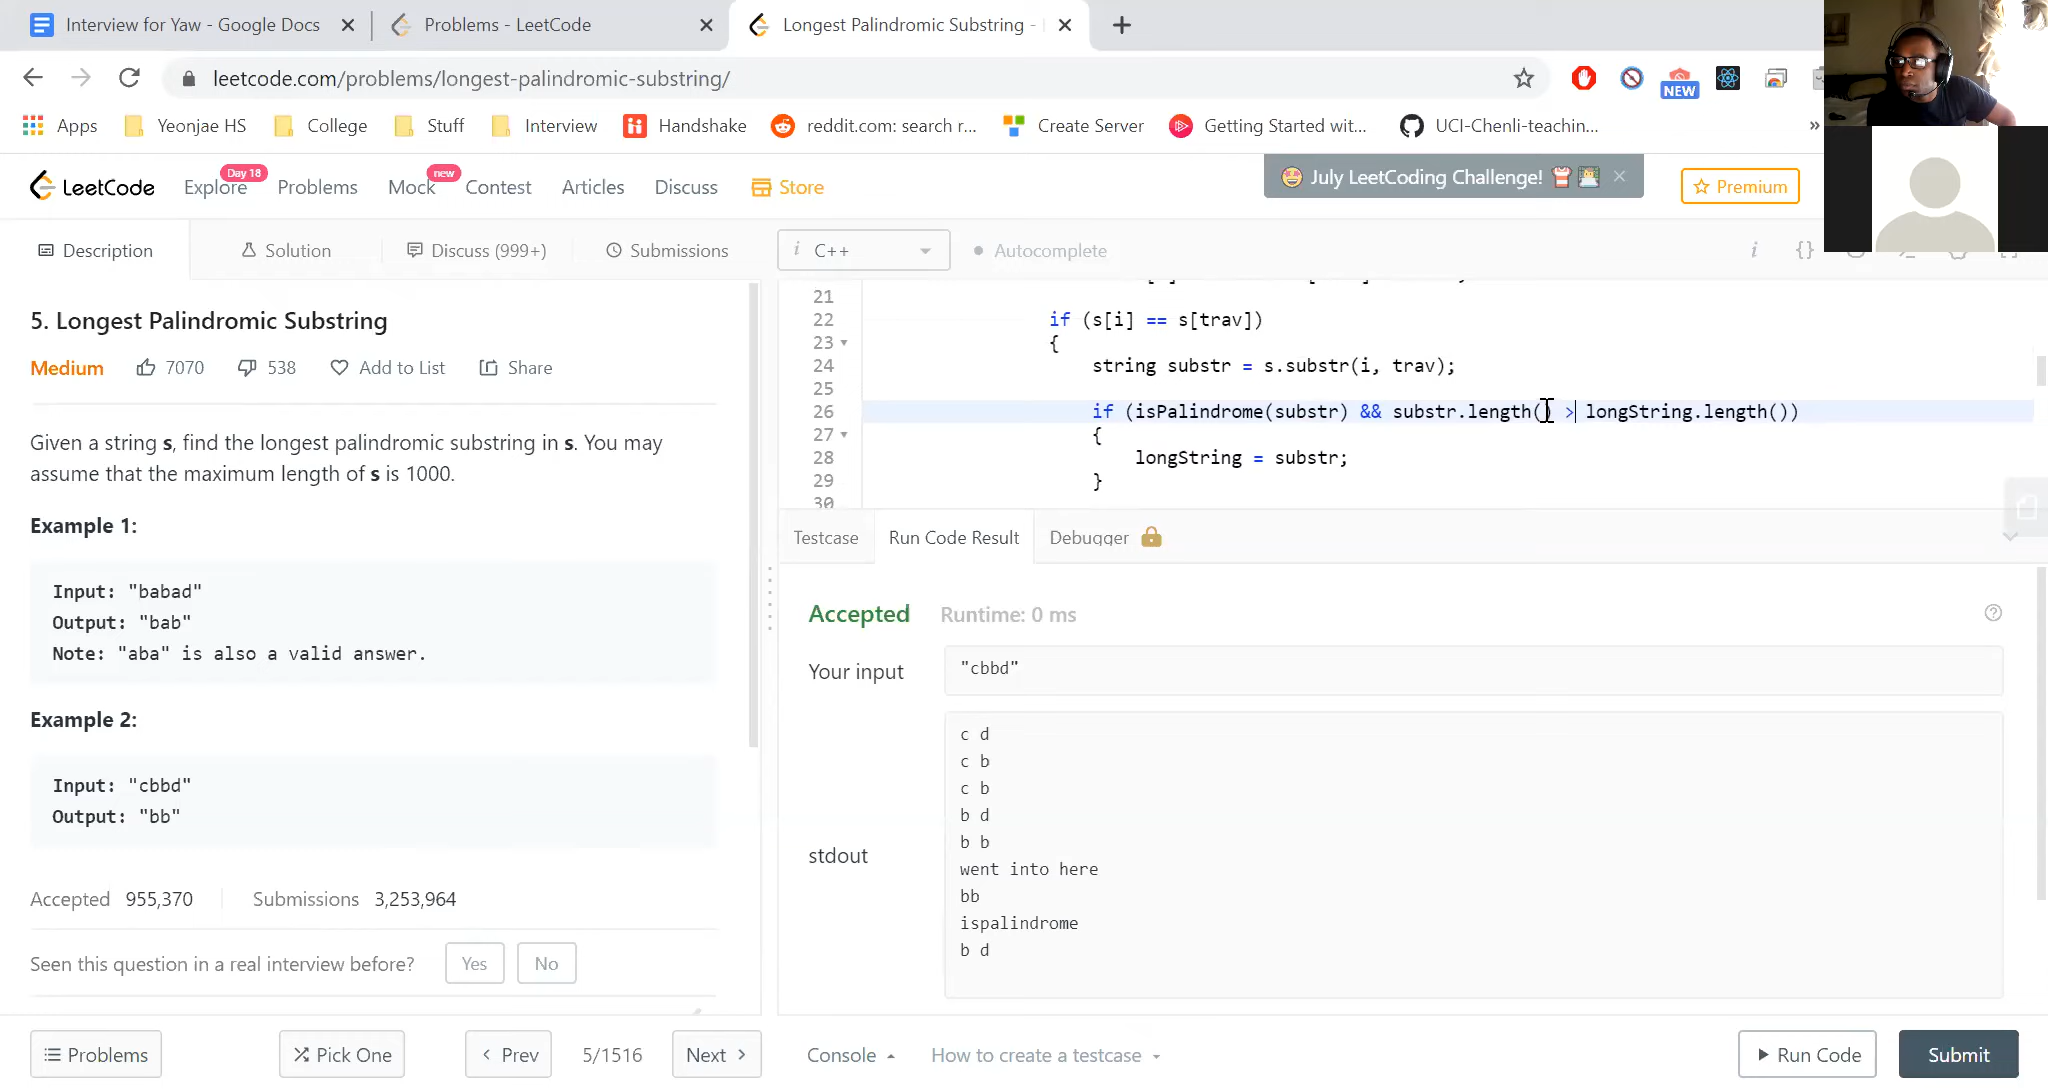 Interview for Yaw - Google Docs
Problems - LeetCode
Longest Palindromic Substring -
leetcode.com/problems/longest-palindromic-substring/
NEW
Apps
Yeonjae HS
College
Stuff
Interview
Handshake
reddit.com: search r...
Create Server
Getting Started wit...
UCI-Chenli-teachin...
»
LeetCode
Explore
Day 18
Problems
Mock
new
Contest
Articles
Discuss
Store
July LeetCoding Challenge!
Premium
Description
Solution
Discuss (999+)
Submissions
C++
Autocomplete
i
{}
5. Longest Palindromic Substring
Medium
7070
538
Add to List
Share
Given a string s, find the longest palindromic substring in s. You may
assume that the maximum length of s is 1000.
Example 1:
Input: "babad"
Output: "bab"
Note: "aba" is also a valid answer.
Example 2:
Input: "cbbd"
Output: "bb"
Accepted 955,370
Submissions 3,253,964
Seen this question in a real interview before?
Yes
No
Problems
Pick One
Prev
5/1516
Next
21
22 if (s[i] == s[trav])
23 {
24 string substr = s.substr(i, trav);
25
26 if (isPalindrome(substr) && substr.length() > longString.length())
27 {
28 longString = substr;
29 }
30
Testcase
Run Code Result
Debugger
Accepted
Runtime: 0 ms
Your input
"cbbd"
stdout
c d
c b
c b
b d
b b
went into here
bb
ispalindrome
b d
Console
How to create a testcase
Run Code
Submit